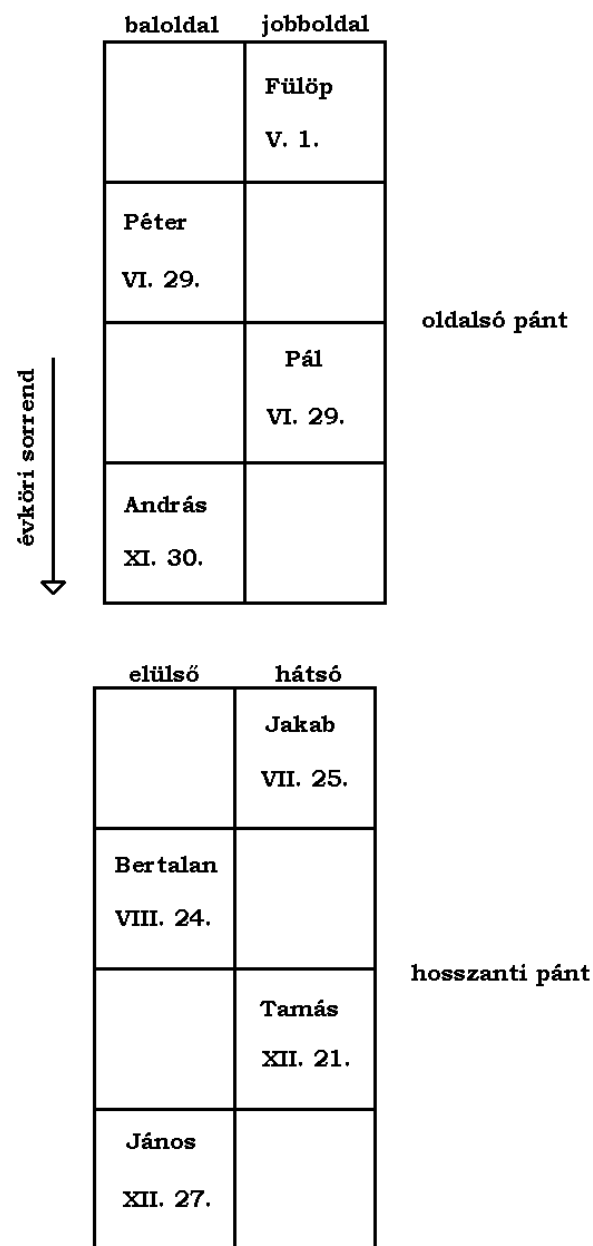 baloldal jobboldal
Fülöp
V. 1.
Péter
VI. 29.
oldalsó pánt
Pál
VI. 29.
évköri sorrend
András
XI. 30.
elülső hátsó
Jakab
VII. 25.
Bertalan
VIII. 24.
hosszanti pánt
Tamás
XII. 21.
János
XII. 27.